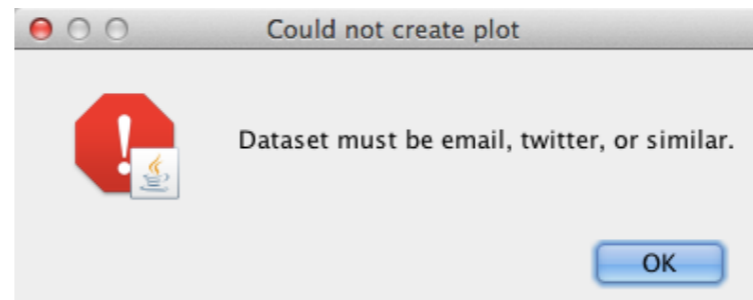 Could not create plot
Dataset must be email, twitter, or similar.
OK